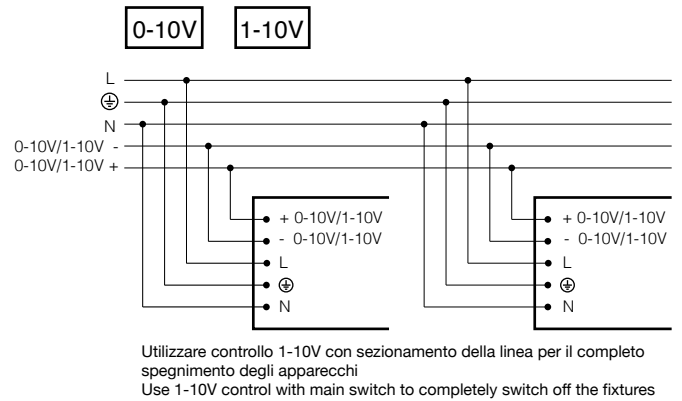 0-10V 1-10V
L
N
0-10V/1-10V -
0-10V/1-10V +
+ 0-10V/1-10V
- 0-10V/1-10V
L
N
+ 0-10V/1-10V
- 0-10V/1-10V
L
N
Utilizzare controllo 1-10V con sezionamento della linea per il completo
spegnimento degli apparecchi
Use 1-10V control with main switch to completely switch off the fixtures